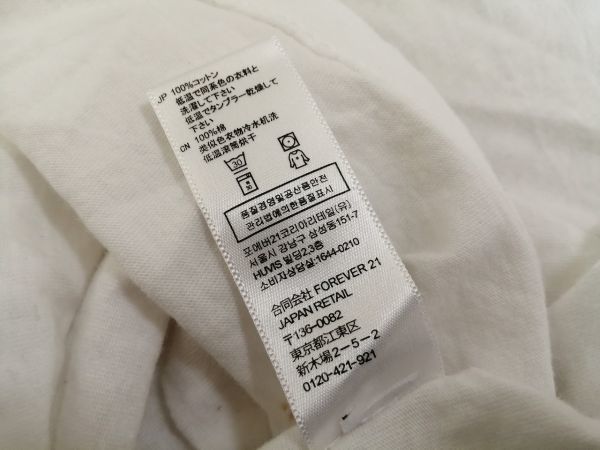 JP 100%コットン
低温で同系色の衣料と
洗濯して下さい
低温でタンブラー乾燥して
下さい
CN 100%棉
类似色衣物冷水机洗
低温滚筒烘干
30
품질경영및공산품안전
관리법에의한품질표시
포에버21코리아리테일(유)
서울시 강남구 삼성동151-7
HUVIS 빌딩2,3층
소비자상담실:1644-0210
合同会社 FOREVER 21
JAPAN RETAIL
〒136-0082
東京都江東区
新木場2-5-2
0120-421-921